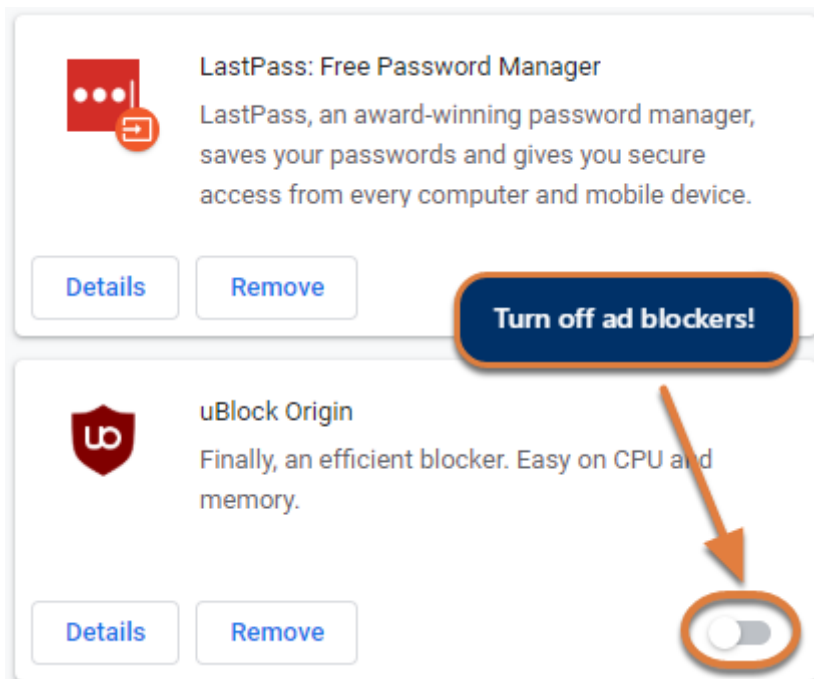 LastPass: Free Password Manager
LastPass, an award-winning password manager,
saves your passwords and gives you secure
access from every computer and mobile device.
Details
Remove
Turn off ad blockers!
uBlock Origin
Finally, an efficient blocker. Easy on CPU and
memory.
Details
Remove